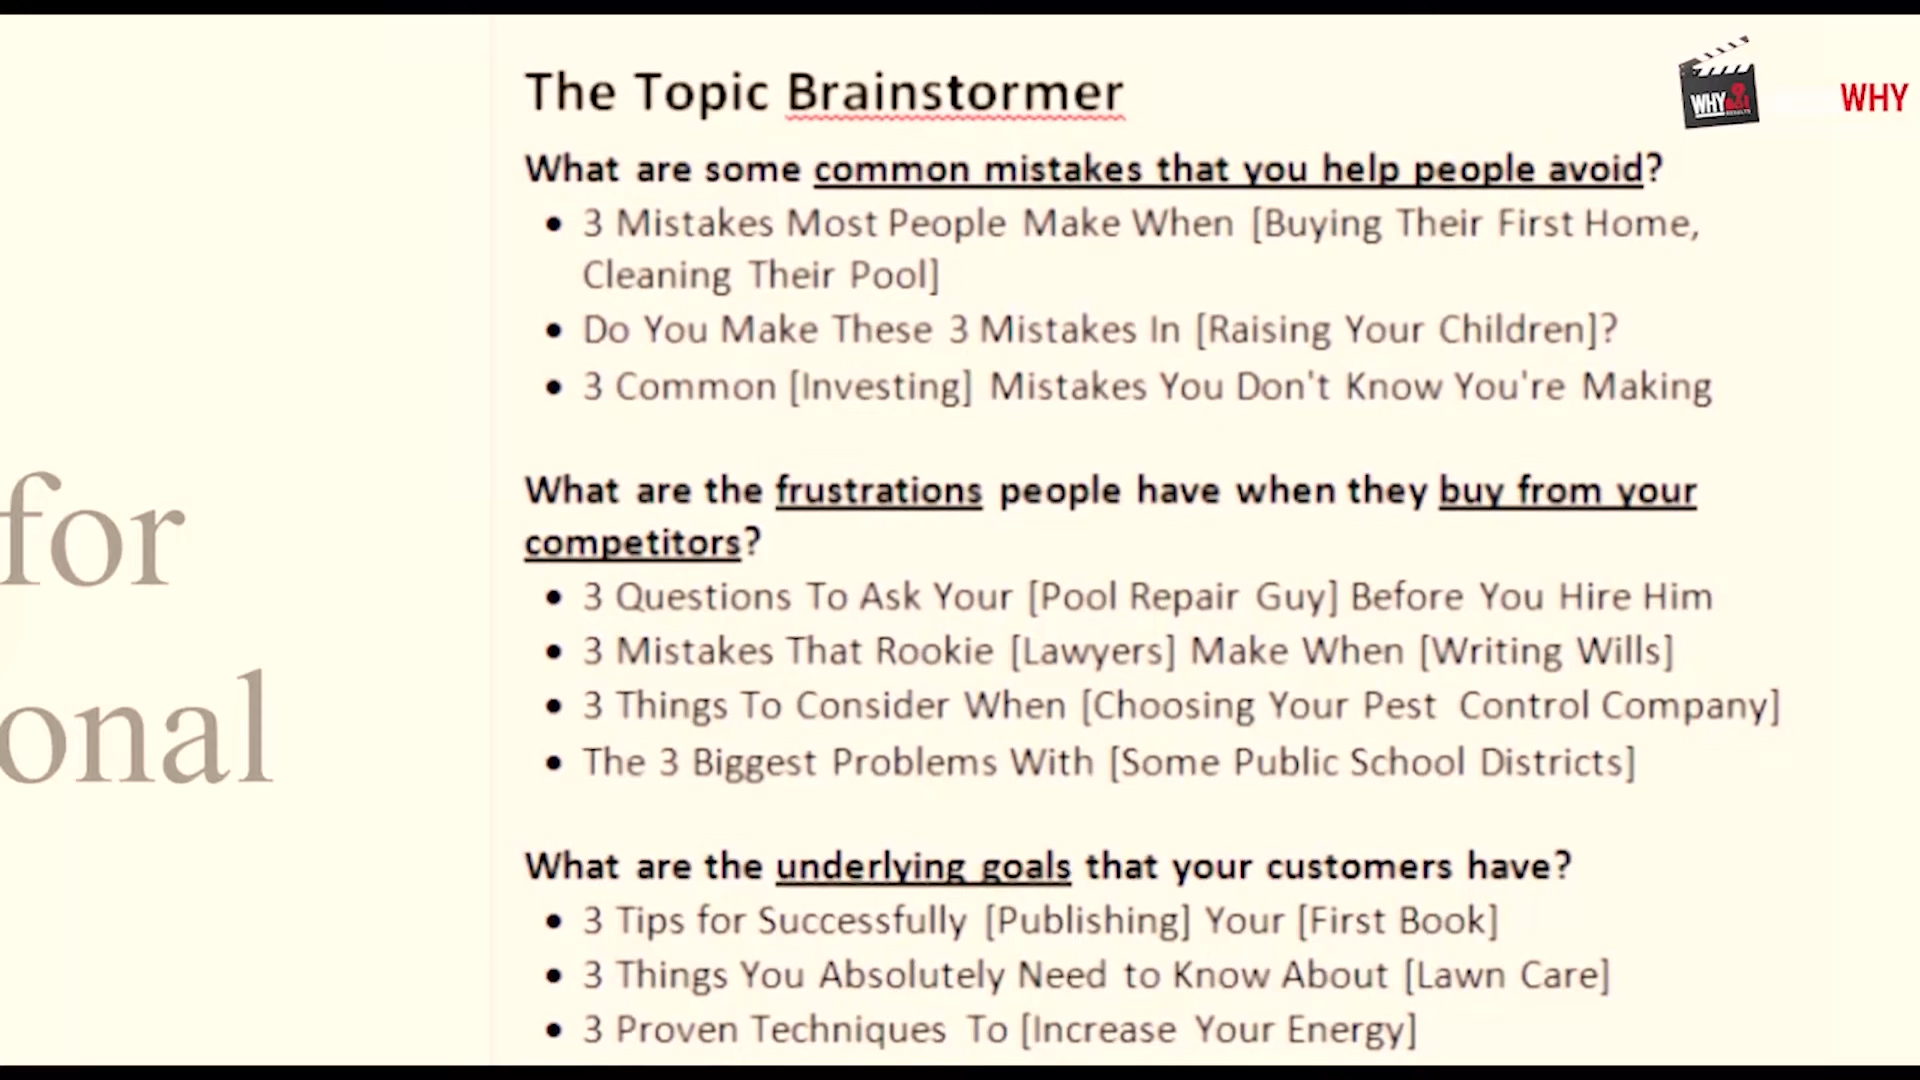 The Topic Brainstormer
WHY
WHY
What are some common mistakes that you help people avoid?
• 3 Mistakes Most People Make When [Buying Their First Home,
Cleaning Their Pool]
• Do You Make These 3 Mistakes In [Raising Your Children]?
• 3 Common [Investing] Mistakes You Don't Know You're Making
What are the frustrations people have when they buy from your
competitors?
• 3 Questions To Ask Your [Pool Repair Guy] Before You Hire Him
• 3 Mistakes That Rookie [Lawyers] Make When [Writing Wills]
• 3 Things To Consider When [Choosing Your Pest Control Company]
• The 3 Biggest Problems With [Some Public School Districts]
What are the underlying goals that your customers have?
• 3 Tips for Successfully [Publishing] Your [First Book]
• 3 Things You Absolutely Need to Know About [Lawn Care]
• 3 Proven Techniques To [Increase Your Energy]
for
onal